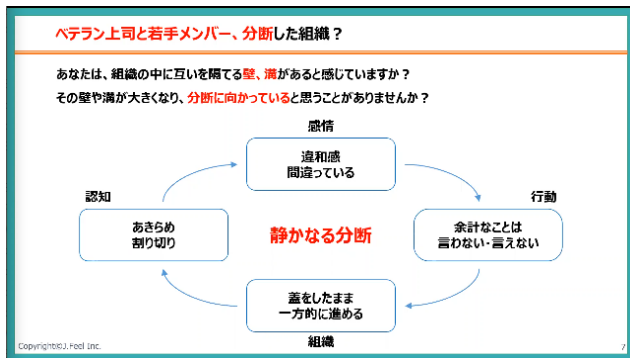 ベテラン上司と若手メンバー、分断した組織？
あなたは、組織の中に互いを隔てる壁、溝があると感じていますか？
その壁や溝が大きくなり、分断に向かっていると思うことがありませんか？
感情
違和感
間違っている
認知
行動
あきらめ
割り切り
静かなる分断
余計なことは
言わない・言えない
蓋をしたまま
一方的に進める
組織
Copyright©J.Feel Inc.
7